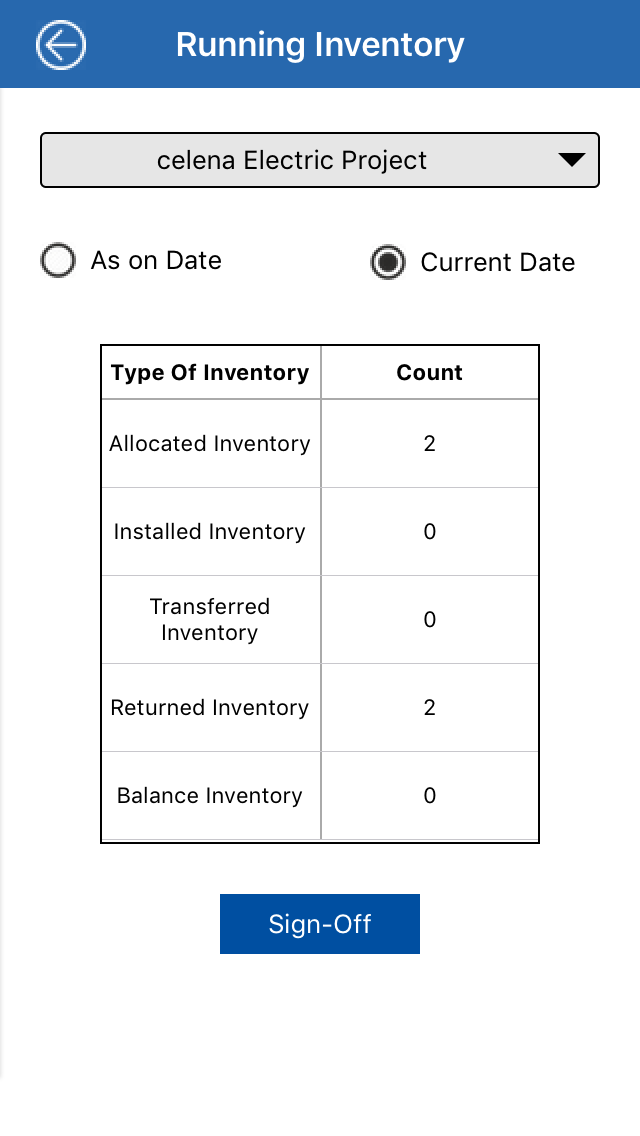 Running Inventory
celena Electric Project
As on Date
Current Date
Type Of Inventory Count
Allocated Inventory 2
Installed Inventory 0
Transferred
Inventory 0
Returned Inventory 2
Balance Inventory 0
Sign-Off